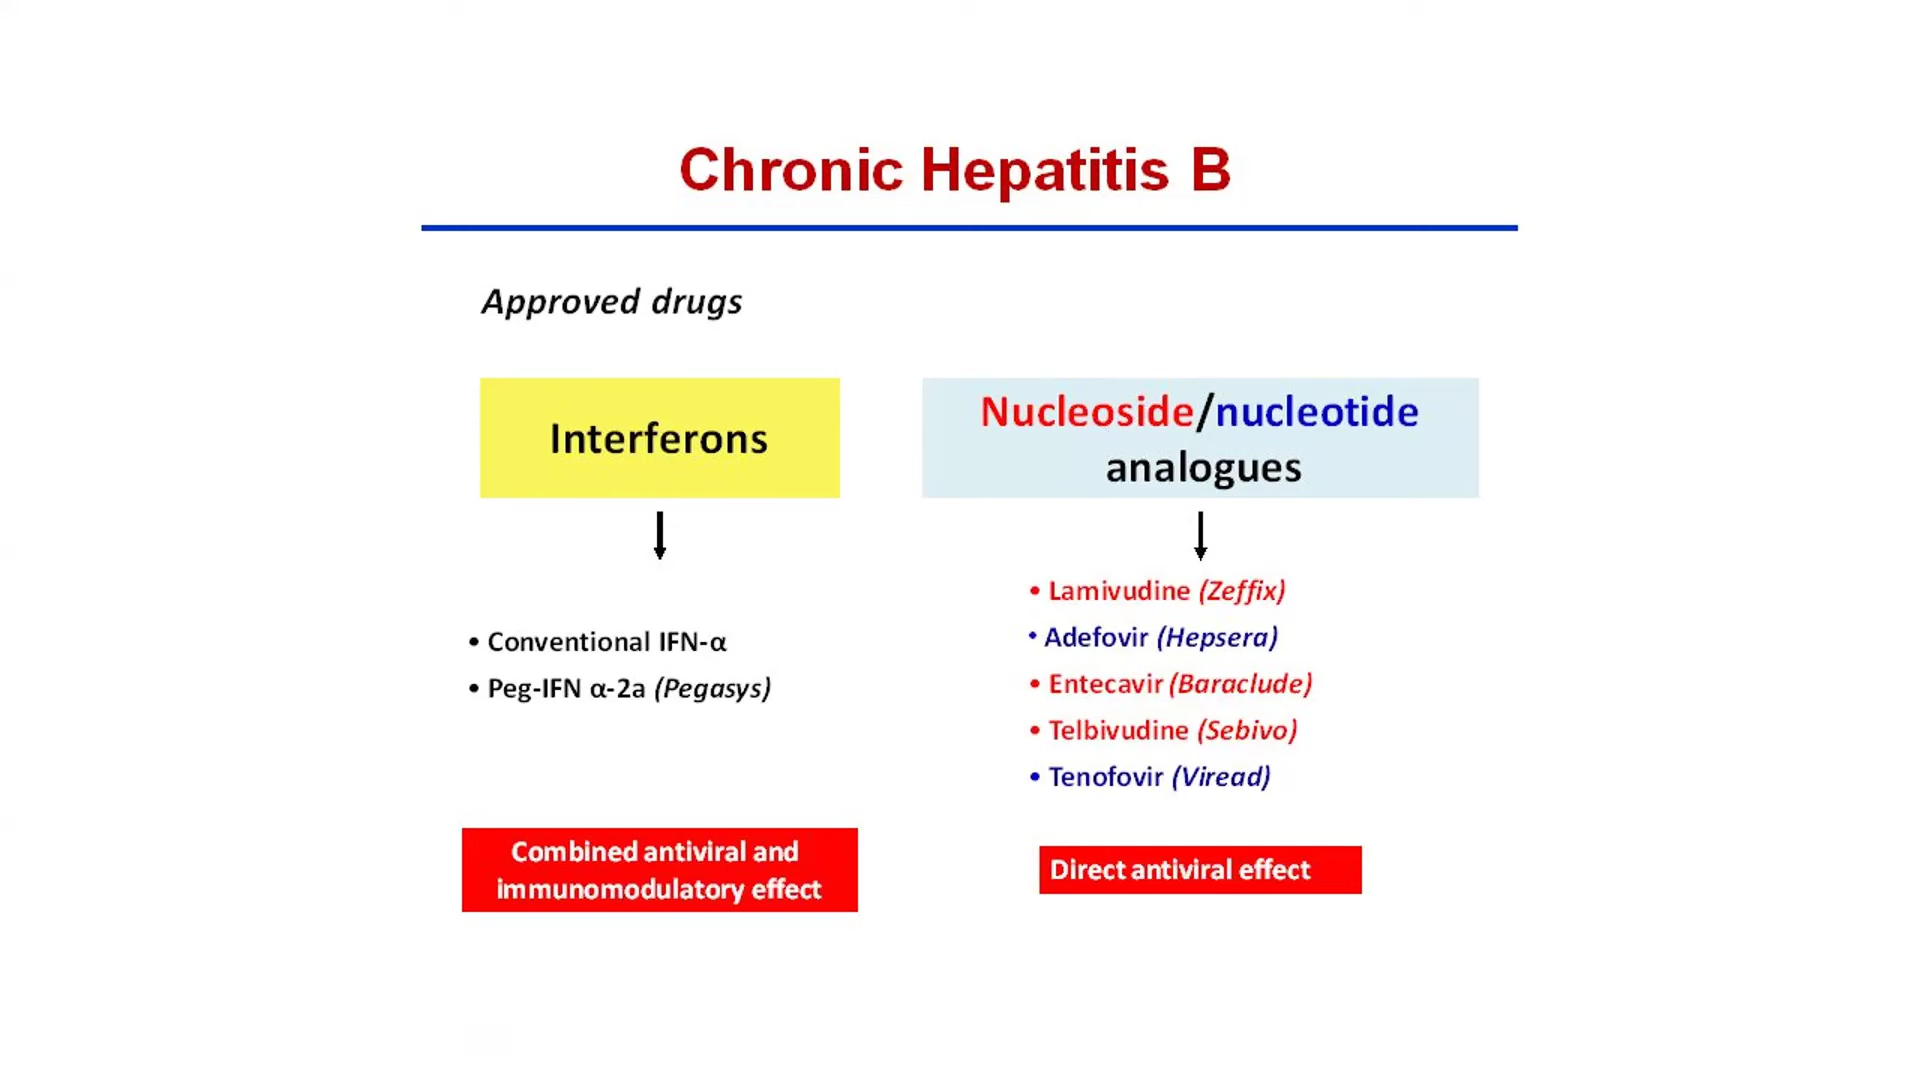 Chronic Hepatitis B
Approved drugs
Interferons
• Conventional IFN-α
• Peg-IFN α-2a (Pegasys)
Combined antiviral and
immunomodulatory effect
Nucleoside/nucleotide
analogues
• Lamivudine (Zeffix)
• Adefovir (Hepsera)
• Entecavir (Baraclude)
• Telbivudine (Sebivo)
• Tenofovir (Viread)
Direct antiviral effect